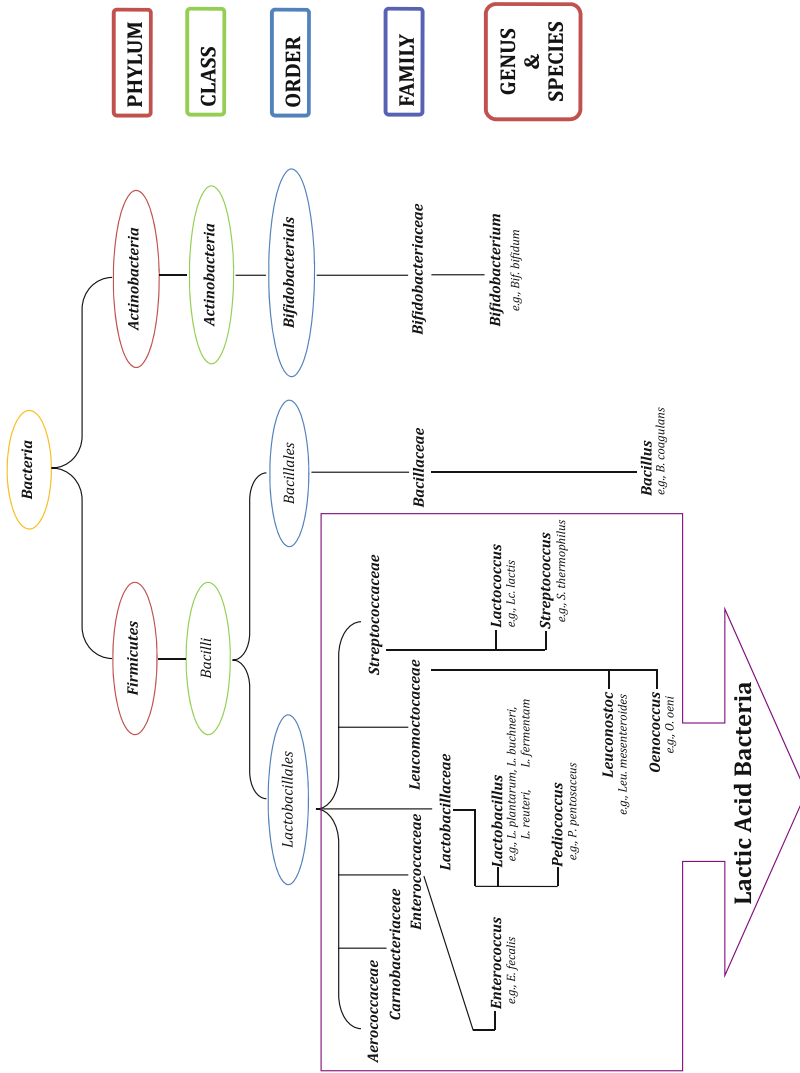 Bacteria
PHYLUM
Firmicutes
Actinobacteria
CLASS
Bacilli
Actinobacteria
ORDER
Lactobacillales
Bacillales
Bifidobacterials
FAMILY
Aerococcaceae
Carnobacteriaceae
Enterococcaceae
Lactobacillaceae
Leucomoctocaceae
Streptococcaceae
Bacillaceae
Bifidobacteriaceae
GENUS
&
SPECIES
Enterococcus
e.g., E. fecalis
Lactobacillus
e.g., L. plantarum, L. buchneri,
L. reuteri, L. fermentam
Pediococcus
e.g., P. pentosaceus
Leuconostoc
e.g., Leu. mesenteroides
Oenococcus
e.g., O. oeni
Lactococcus
e.g., Lc. lactis
Streptococcus
e.g., S. thermophilus
Bacillus
e.g., B. coagulans
Bifidobacterium
e.g., Bif. bifidum
Lactic Acid Bacteria